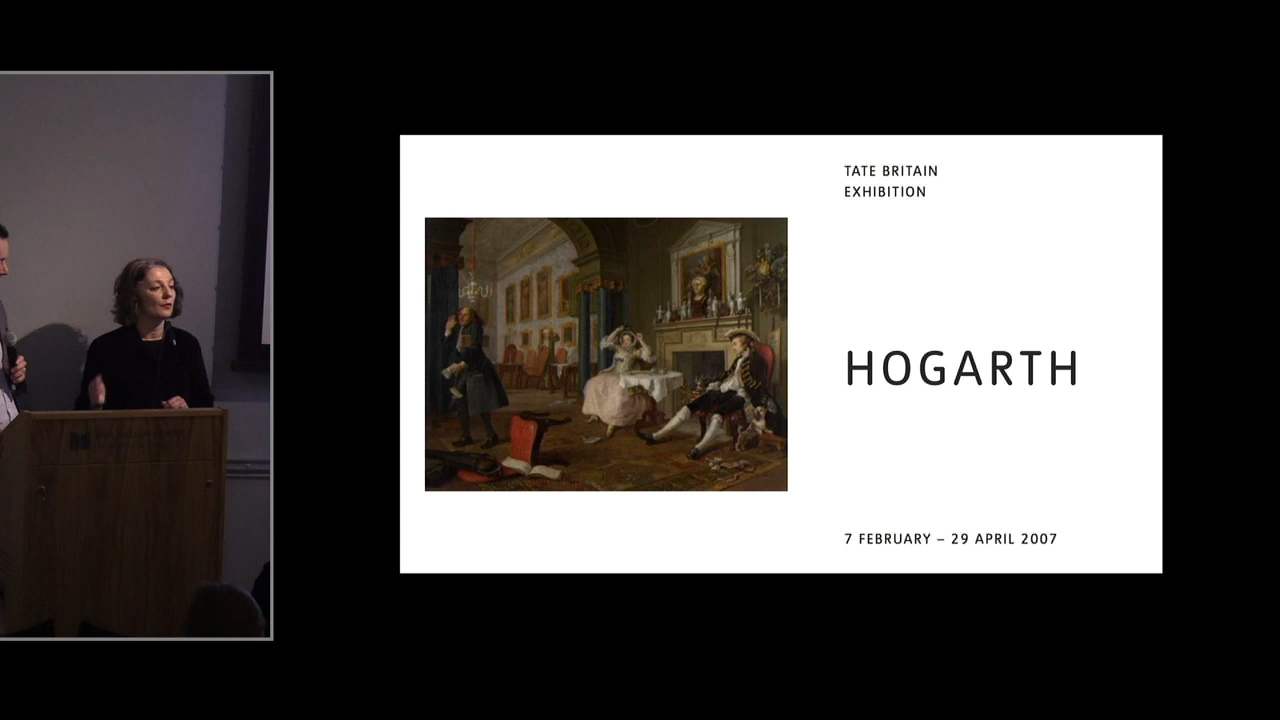 TATE BRITAIN
EXHIBITION
HOGARTH
7 FEBRUARY – 29 APRIL 2007